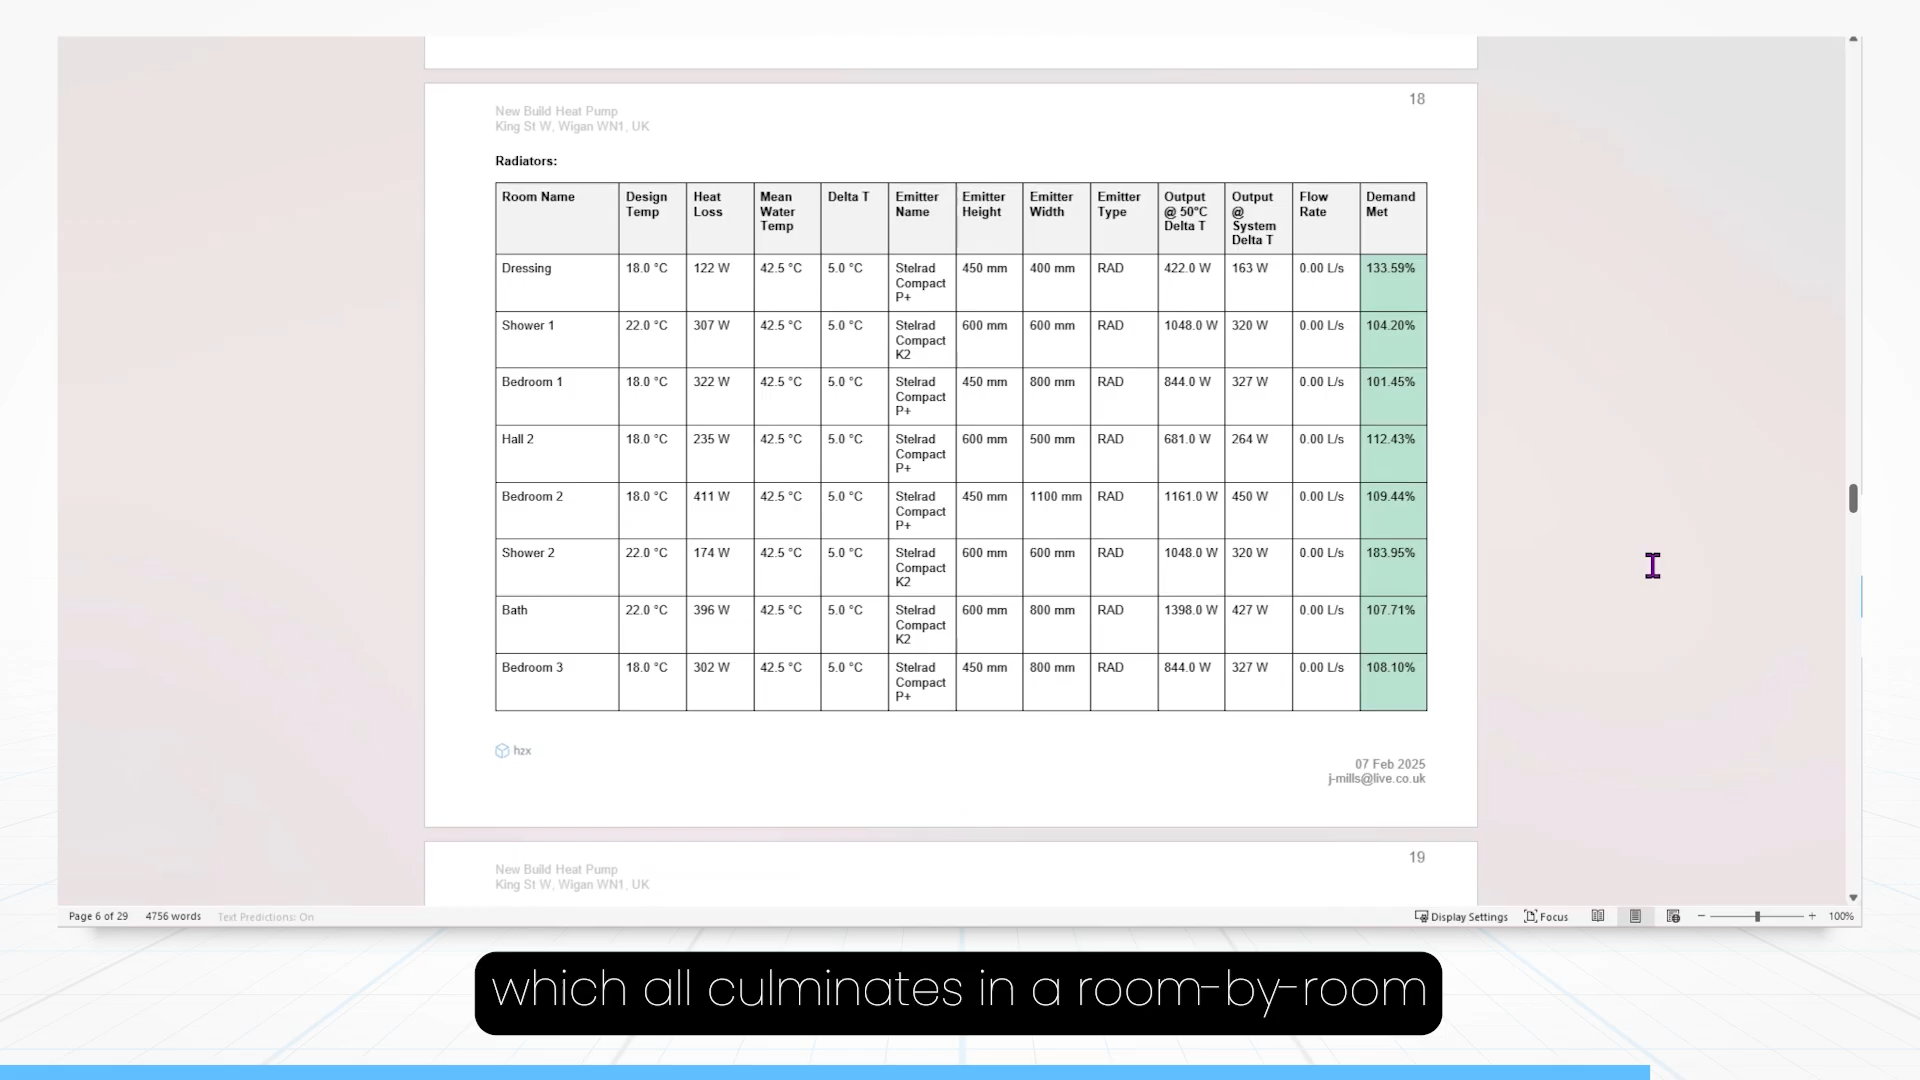 18
New Build Heat Pump
King St W, Wigan WN1, UK
Radiators:
Room Name Design Temp Heat Loss Mean Water Temp Delta T Emitter Name Emitter Height Emitter Width Emitter Type Output @ 50°C Delta T Output @ System Delta T Flow Rate Demand Met
Dressing 18.0 °C 122 W 42.5 °C 5.0 °C Stelrad Compact P+ 450 mm 400 mm RAD 422.0 W 163 W 0.00 L/s 133.59%
Shower 1 22.0 °C 307 W 42.5 °C 5.0 °C Stelrad Compact K2 600 mm 600 mm RAD 1048.0 W 320 W 0.00 L/s 104.20%
Bedroom 1 18.0 °C 322 W 42.5 °C 5.0 °C Stelrad Compact P+ 450 mm 800 mm RAD 844.0 W 327 W 0.00 L/s 101.45%
Hall 2 18.0 °C 235 W 42.5 °C 5.0 °C Stelrad Compact P+ 600 mm 500 mm RAD 681.0 W 264 W 0.00 L/s 112.43%
Bedroom 2 18.0 °C 411 W 42.5 °C 5.0 °C Stelrad Compact P+ 450 mm 1100 mm RAD 1161.0 W 450 W 0.00 L/s 109.44%
Shower 2 22.0 °C 174 W 42.5 °C 5.0 °C Stelrad Compact K2 600 mm 600 mm RAD 1048.0 W 320 W 0.00 L/s 183.95%
Bath 22.0 °C 396 W 42.5 °C 5.0 °C Stelrad Compact K2 600 mm 800 mm RAD 1398.0 W 427 W 0.00 L/s 107.71%
Bedroom 3 18.0 °C 302 W 42.5 °C 5.0 °C Stelrad Compact P+ 450 mm 800 mm RAD 844.0 W 327 W 0.00 L/s 108.10%
h2x
07 Feb 2025
j-mills@live.co.uk
19
New Build Heat Pump
King St W, Wigan WN1, UK
Page 6 of 29 4756 words Text Predictions: On Display Settings Focus 100%
which all culminates in a room-by-room